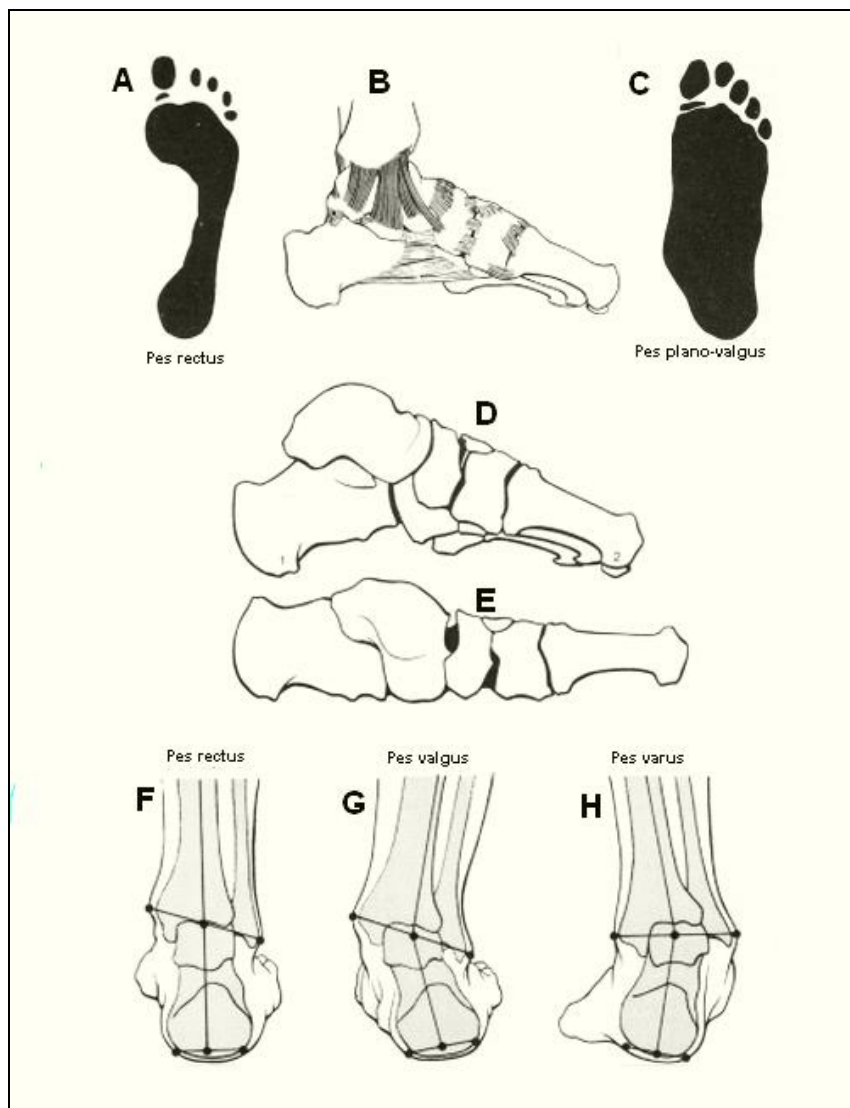 A
B
C
Pes rectus
Pes plano-valgus
D
1
2
E
Pes rectus
Pes valgus
Pes varus
F
G
H